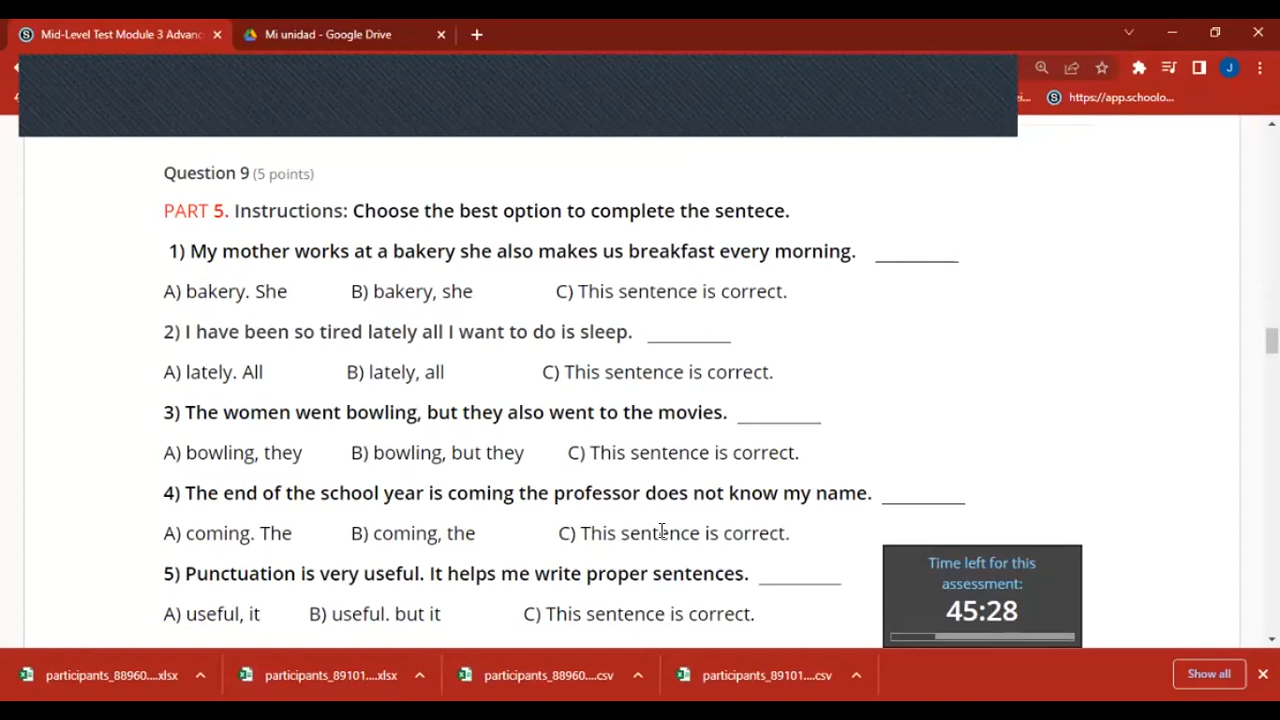 Mid-Level Test Module 3 Advanc
Mi unidad - Google Drive
J
ei...
https://app.schoolo...
Question 9 (5 points)
PART 5. Instructions: Choose the best option to complete the sentece.
1) My mother works at a bakery she also makes us breakfast every morning. ________
A) bakery. She B) bakery, she C) This sentence is correct.
2) I have been so tired lately all I want to do is sleep. ________
A) lately. All B) lately, all C) This sentence is correct.
3) The women went bowling, but they also went to the movies. ________
A) bowling, they B) bowling, but they C) This sentence is correct.
4) The end of the school year is coming the professor does not know my name. ________
A) coming. The B) coming, the C) This sentence is correct.
5) Punctuation is very useful. It helps me write proper sentences. ________
A) useful, it B) useful. but it C) This sentence is correct.
Time left for this
assessment:
45:28
participants_88960....xlsx
participants_89101....xlsx
participants_88960....csv
participants_89101....csv
Show all